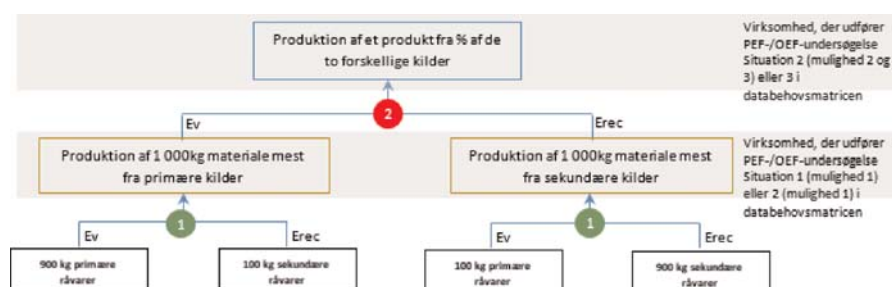 Produktion af et produkt fra % af de
to forskellige kilder
Virksomhed, der udfører
PEF-/OEF-undersøgelse
Situation 2 (mulighed 2 og
3) eller 3 i
databehovsmatricen
2
Ev
Erec
Produktion af 1 000kg materiale mest
fra primære kilder
Produktion af 1 000kg materiale mest
fra sekundære kilder
Virksomhed, der udfører
PEF-/OEF-undersøgelse
Situation 1 (mulighed 1)
eller 2 (mulighed 1) i
databehovsmatricen
1
1
Ev
Erec
Ev
Erec
900 kg primære
råvarer
100 kg sekundære
råvarer
100 kg primære
råvarer
900 kg sekundære
råvarer